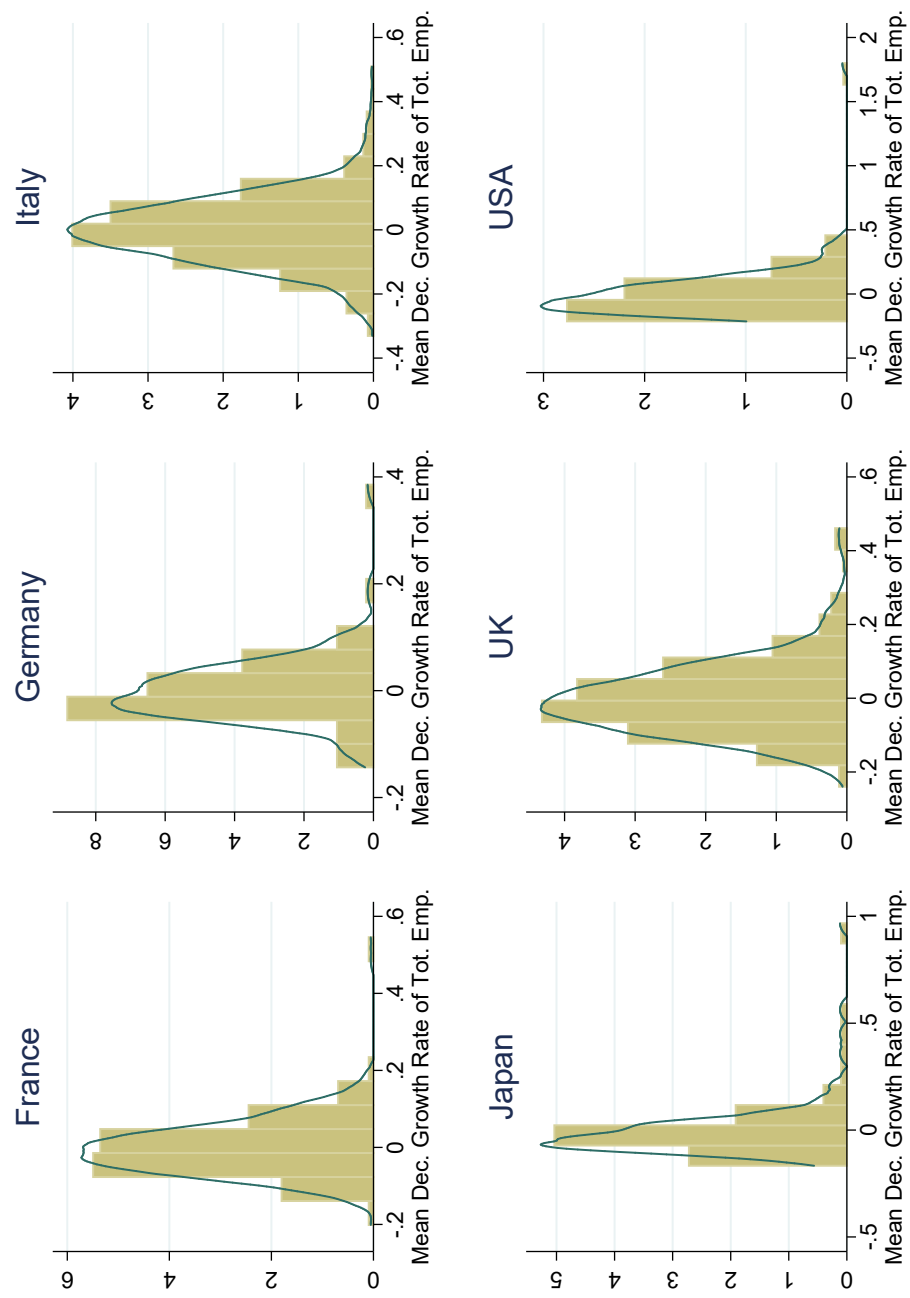 France
6
4
2
0
-.2 0 .2 .4 .6
Mean Dec. Growth Rate of Tot. Emp.
Germany
8
6
4
2
0
-.2 0 .2 .4
Mean Dec. Growth Rate of Tot. Emp.
Italy
4
3
2
1
0
-.4 -.2 0 .2 .4 .6
Mean Dec. Growth Rate of Tot. Emp.
Japan
5
4
3
2
1
0
-.5 0 .5 1
Mean Dec. Growth Rate of Tot. Emp.
UK
4
3
2
1
0
-.2 0 .2 .4 .6
Mean Dec. Growth Rate of Tot. Emp.
USA
3
2
1
0
-.5 0 .5 1 1.5 2
Mean Dec. Growth Rate of Tot. Emp.